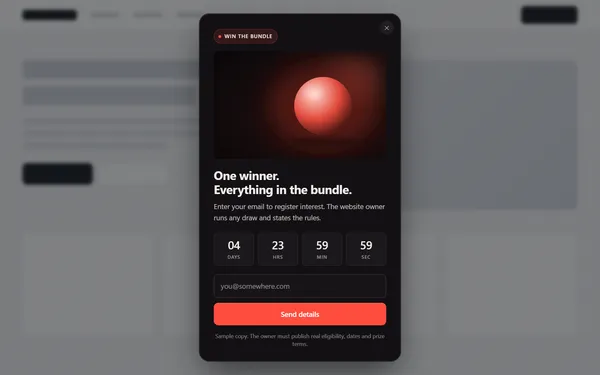 WIN THE BUNDLE
One winner.
Everything in the bundle.
Enter your email to register interest. The website owner
runs any draw and states the rules.
04 23 59 59
DAYS HRS MIN SEC
you@somewhere.com
Send details
Sample copy: The owner must publish real eligibility, dates and prize
terms.